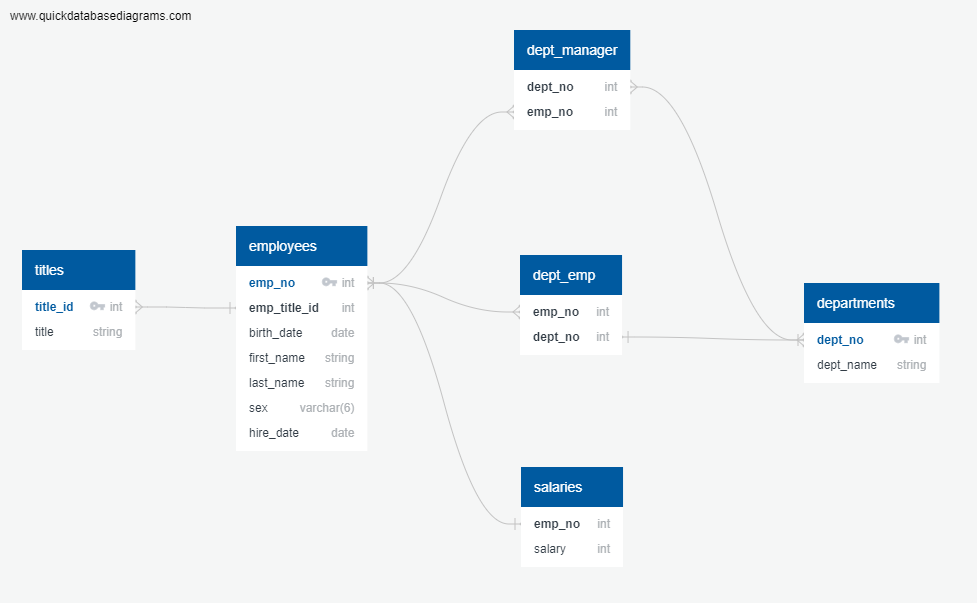 www.quickdatabasediagrams.com
dept_manager
dept_no int
emp_no int
titles
title_id int
title string
employees
emp_no int
emp_title_id int
birth_date date
first_name string
last_name string
sex varchar(6)
hire_date date
dept_emp
emp_no int
dept_no int
departments
dept_no int
dept_name string
salaries
emp_no int
salary int